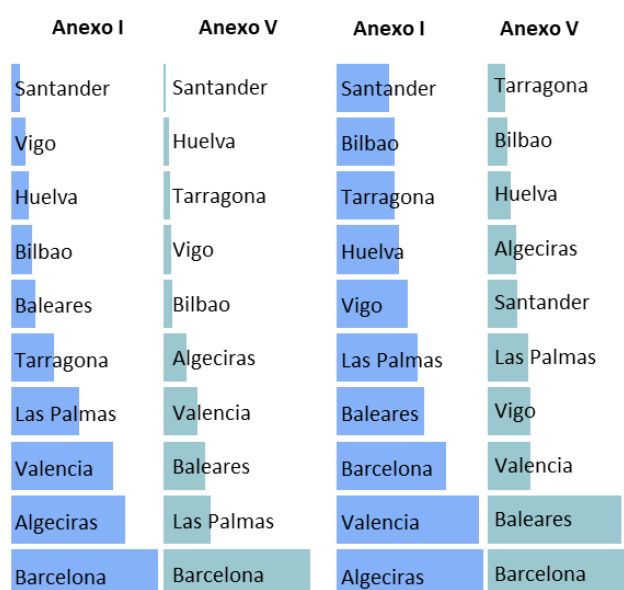 Anexo I Anexo V Anexo I Anexo V
Santander Santander Santander Tarragona
Vigo Huelva Bilbao Bilbao
Huelva Tarragona Tarragona Huelva
Bilbao Vigo Huelva Algeciras
Baleares Bilbao Vigo Santander
Tarragona Algeciras Las Palmas Las Palmas
Las Palmas Valencia Baleares Vigo
Valencia Baleares Barcelona Valencia
Algeciras Las Palmas Valencia Baleares
Barcelona Barcelona Algeciras Barcelona